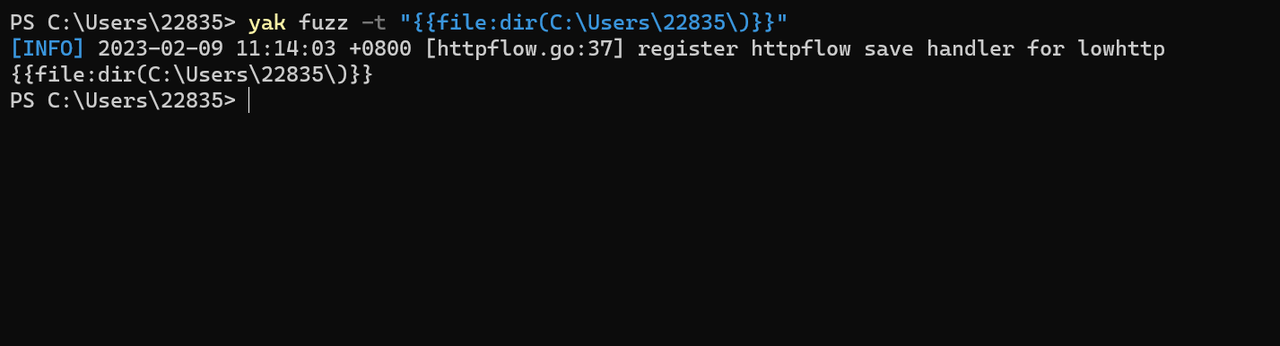 PS C:\Users\22835> yak fuzz -t "{{file:dir(C:\Users\22835\)}}"
[INFO] 2023-02-09 11:14:03 +0800 [httpflow.go:37] register httpflow save handler for lowhttp
{{file:dir(C:\Users\22835\)}}
PS C:\Users\22835>